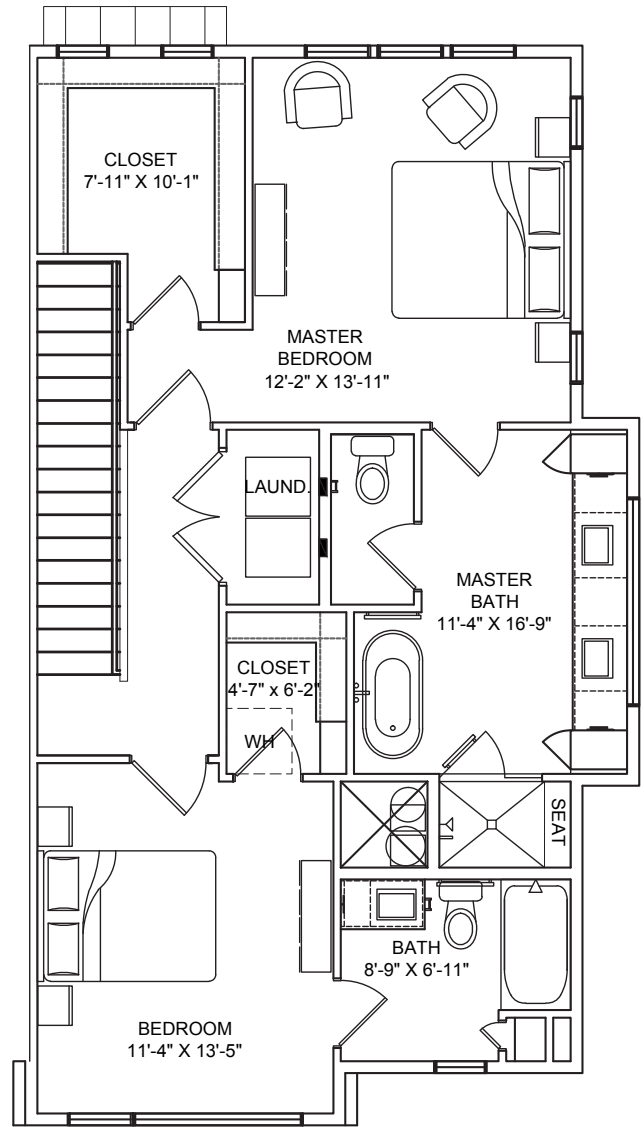 CLOSET
7'-11" X 10'-1"
MASTER
BEDROOM
12'-2" X 13'-11"
LAUND.
MASTER
BATH
11'-4" X 16'-9"
CLOSET
4'-7" x 6'-2"
WH
SEAT
BATH
8'-9" X 6'-11"
BEDROOM
11'-4" X 13'-5"